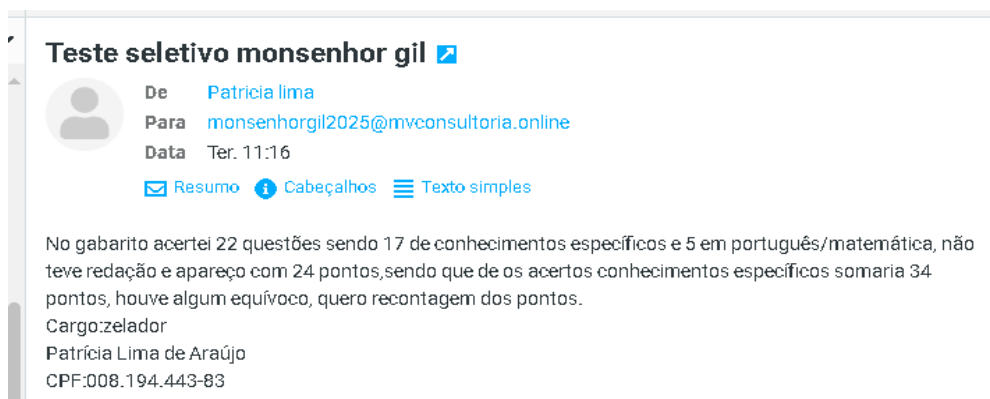 Teste seletivo monsenhor gil
De Patricia lima
Para monsenhorgil2025@mvconsultoria.online
Data Ter. 11:16
Resumo Cabeçalhos Texto simples
No gabarito acertei 22 questões sendo 17 de conhecimentos específicos e 5 em português/matemática, não
teve redação e apareço com 24 pontos,sendo que de os acertos conhecimentos específicos somaria 34
pontos, houve algum equívoco, quero recontagem dos pontos.
Cargo:zelador
Patrícia Lima de Araújo
CPF:008.194.443-83